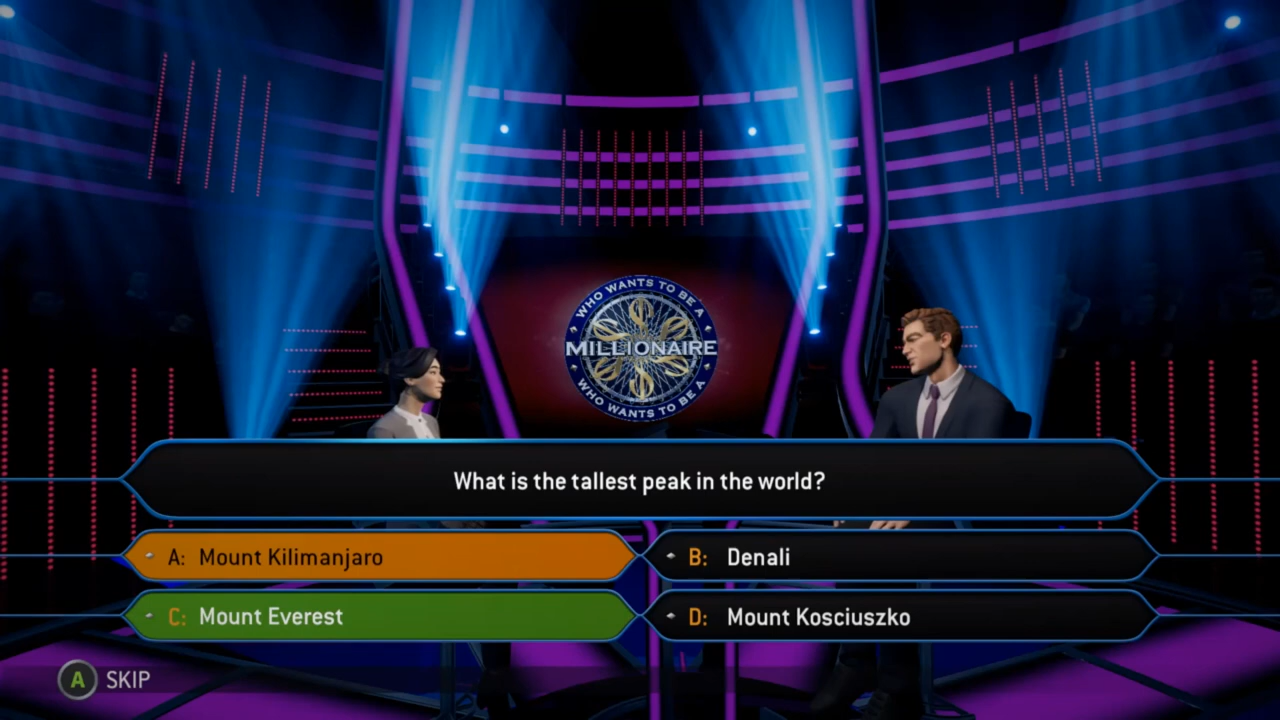 WHO WANTS TO BE A
MILLIONAIRE
WHO WANTS TO BE A
What is the tallest peak in the world?
A: Mount Kilimanjaro
B: Denali
C: Mount Everest
D: Mount Kosciuszko
A SKIP